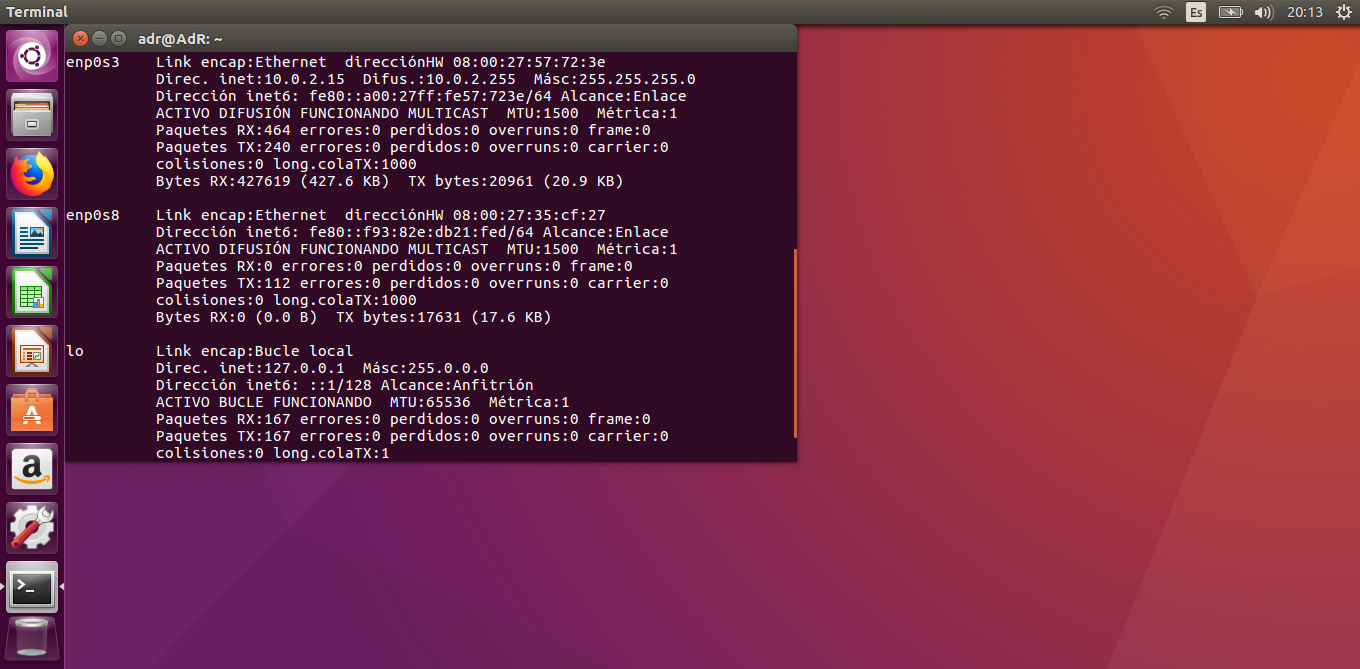 Terminal
Es
20:13
adr@AdR: ~
enp0s3    Link encap:Ethernet  direcciónHW 08:00:27:57:72:3e
          Direc. inet:10.0.2.15  Difus.:10.0.2.255  Másc:255.255.255.0
          Dirección inet6: fe80::a00:27ff:fe57:723e/64 Alcance:Enlace
          ACTIVO DIFUSIÓN FUNCIONANDO MULTICAST  MTU:1500  Métrica:1
          Paquetes RX:464 errores:0 perdidos:0 overruns:0 frame:0
          Paquetes TX:240 errores:0 perdidos:0 overruns:0 carrier:0
          colisiones:0 long.colaTX:1000
          Bytes RX:427619 (427.6 KB)  TX bytes:20961 (20.9 KB)
enp0s8    Link encap:Ethernet  direcciónHW 08:00:27:35:cf:27
          Dirección inet6: fe80::f93:82e:db21:fed/64 Alcance:Enlace
          ACTIVO DIFUSIÓN FUNCIONANDO MULTICAST  MTU:1500  Métrica:1
          Paquetes RX:0 errores:0 perdidos:0 overruns:0 frame:0
          Paquetes TX:112 errores:0 perdidos:0 overruns:0 carrier:0
          colisiones:0 long.colaTX:1000
          Bytes RX:0 (0.0 B)  TX bytes:17631 (17.6 KB)
lo        Link encap:Bucle local
          Direc. inet:127.0.0.1  Másc:255.0.0.0
          Dirección inet6: ::1/128 Alcance:Anfitrión
          ACTIVO BUCLE FUNCIONANDO  MTU:65536  Métrica:1
          Paquetes RX:167 errores:0 perdidos:0 overruns:0 frame:0
          Paquetes TX:167 errores:0 perdidos:0 overruns:0 carrier:0
          colisiones:0 long.colaTX:1